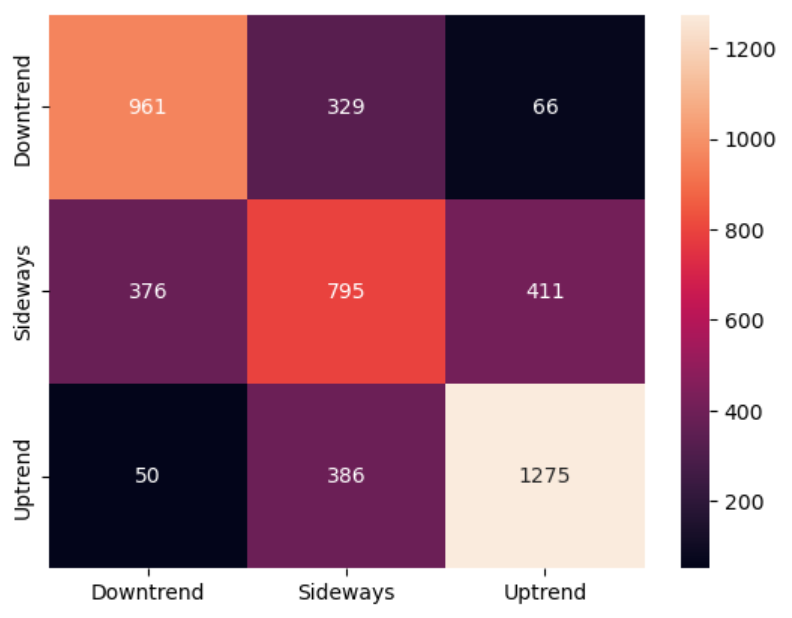 Downtrend 961 329 66
Sideways 376 795 411
Uptrend 50 386 1275
Downtrend Sideways Uptrend
1200
1000
800
600
400
200